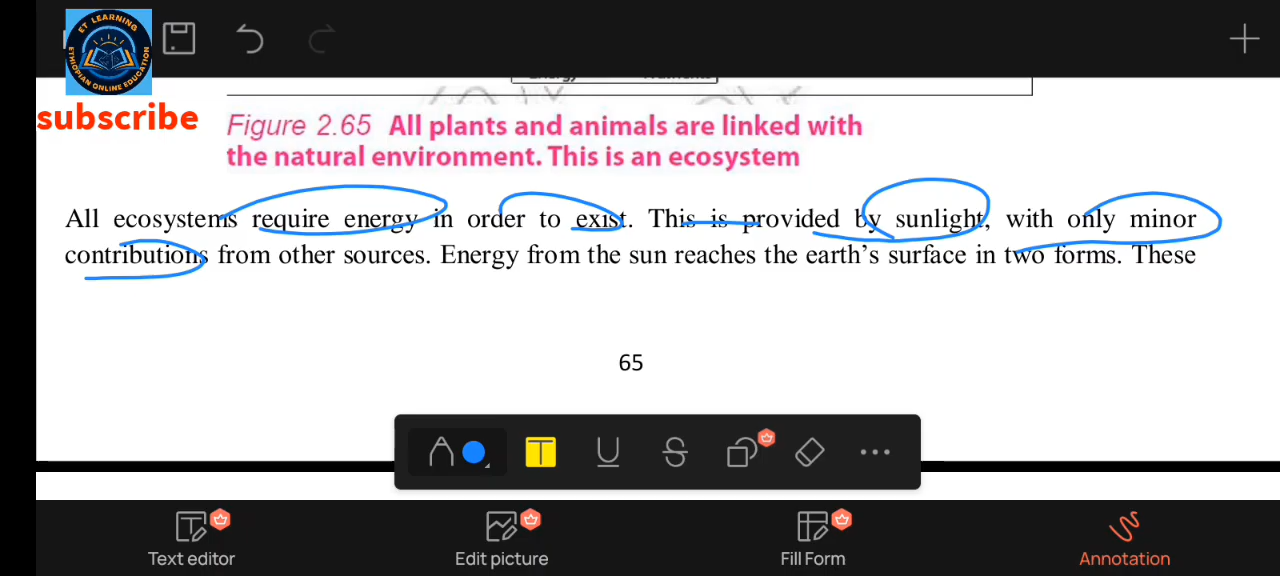 ET LEARNING
ETHIOPIAN ONLINE EDUCATION
subscribe
Figure 2.65 All plants and animals are linked with
the natural environment. This is an ecosystem
All ecosystems require energy in order to exist. This is provided by sunlight, with only minor
contributions from other sources. Energy from the sun reaches the earth's surface in two forms. These
65
T
U
S
Text editor
Edit picture
Fill Form
Annotation